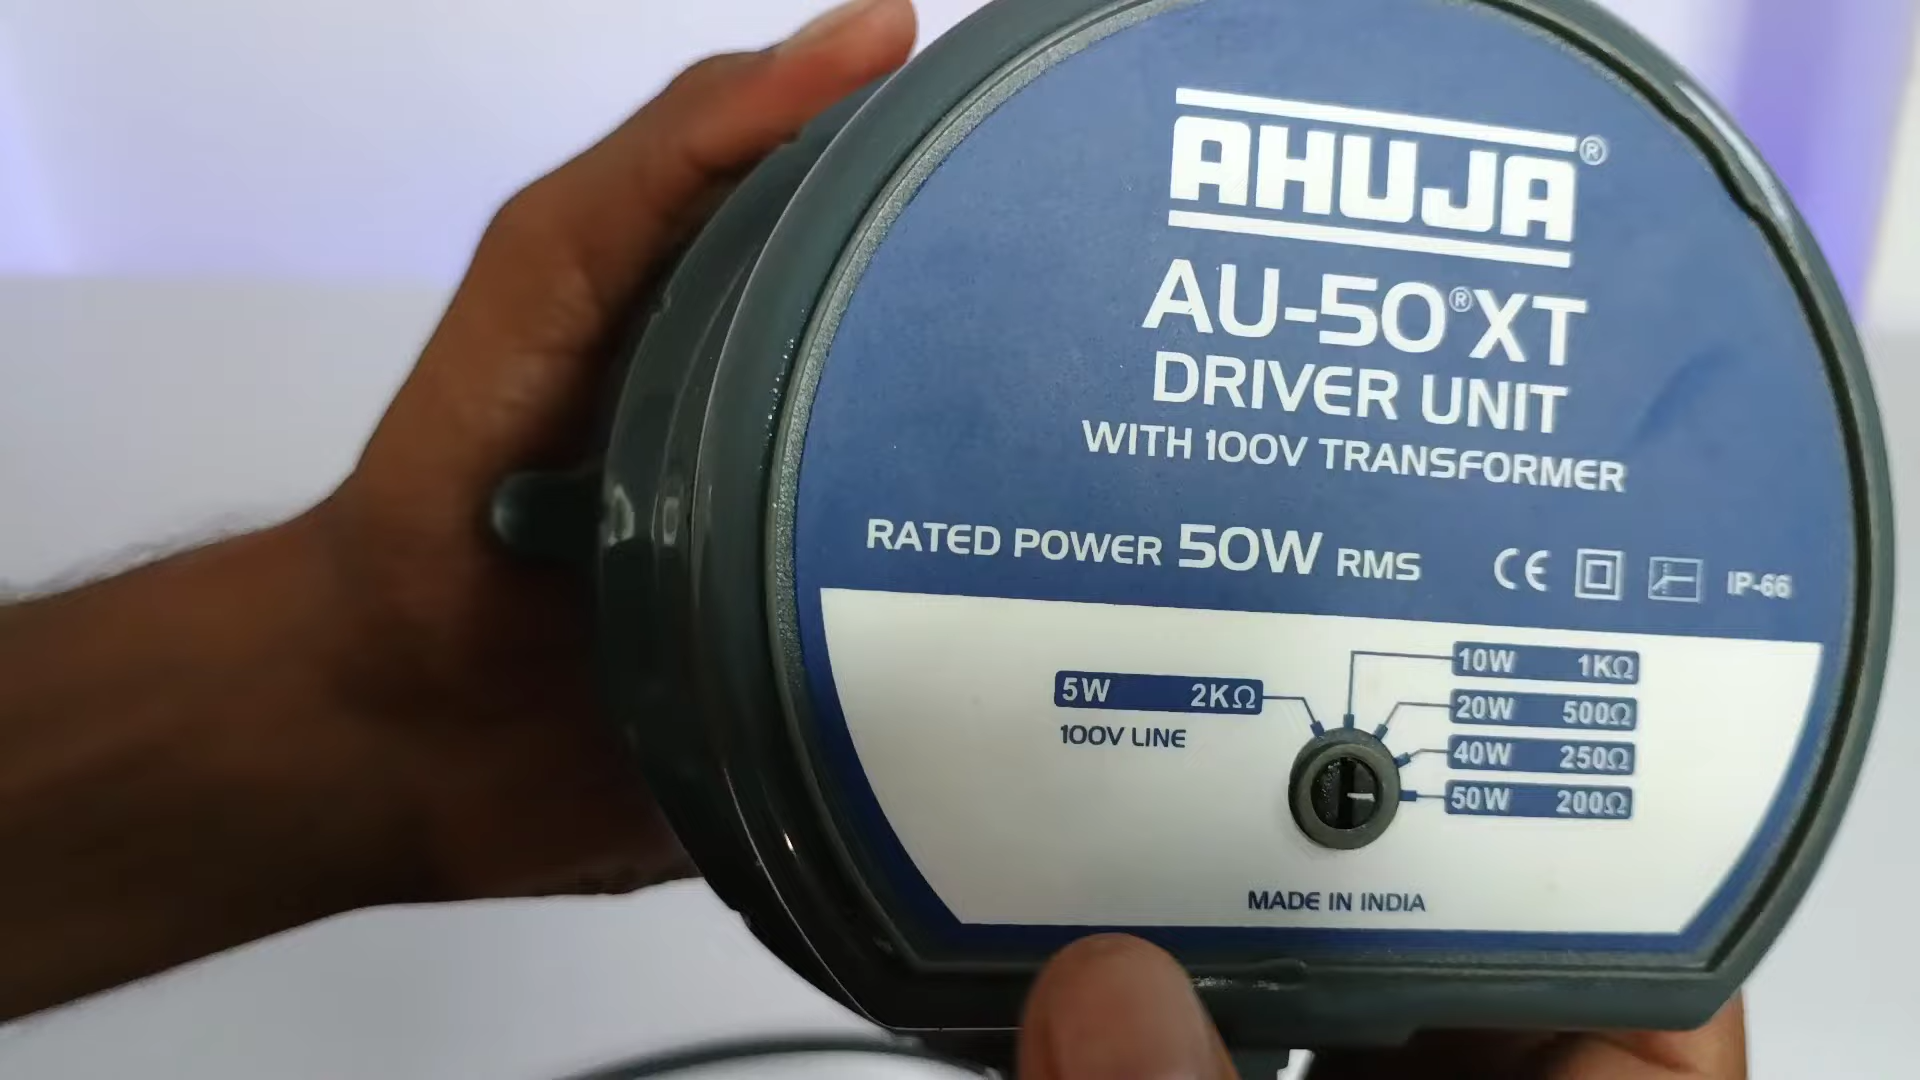 AHUJA®
AU-50®XT
DRIVER UNIT
WITH 100V TRANSFORMER
RATED POWER 50W RMS
CE IP-66
5W 2KΩ
100V LINE
10W 1KΩ
20W 500Ω
40W 250Ω
50W 200Ω
MADE IN INDIA